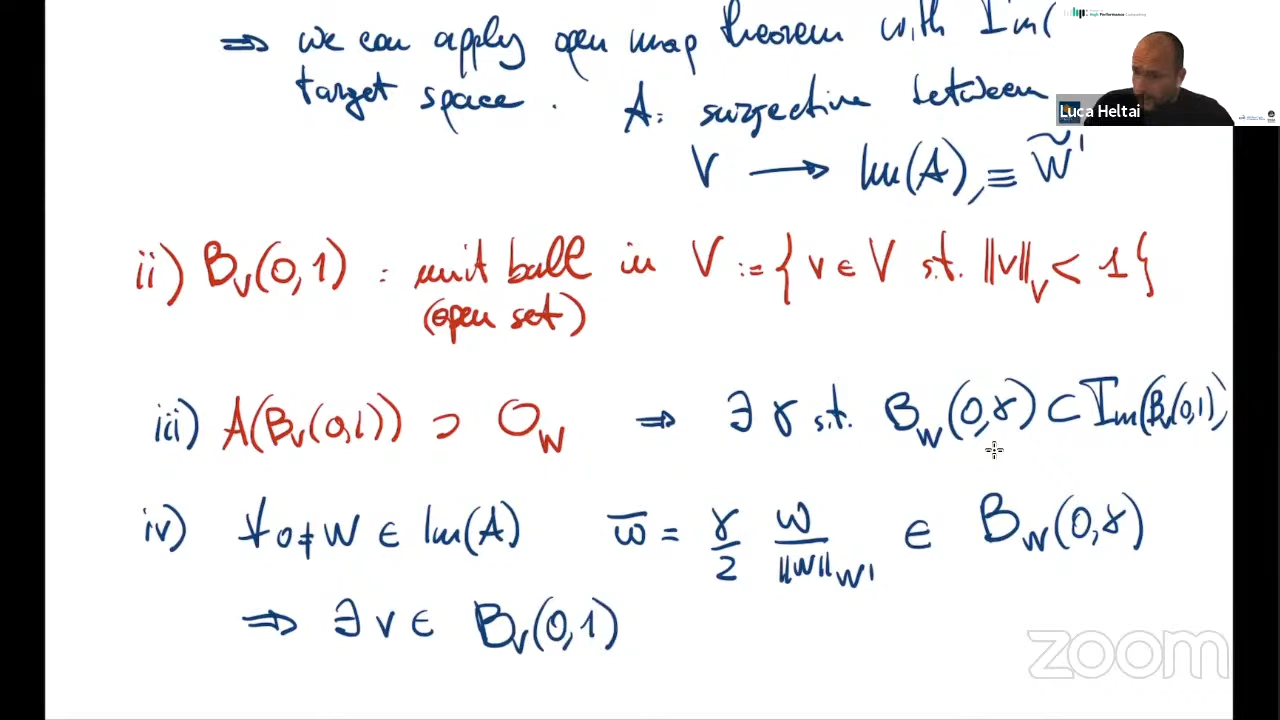 ⇒ we can apply open map theorem with Im(
target space . A: surjective between
V ⟶ Im(A), ≡ W̃'
ii) B_V(0,1) : unit ball in V := { v ∈ V s.t. ||v||_V < 1 }
(open set)
iii) A(B_V(0,1)) ⊃ O_W ⇒ ∃ γ s.t. B_W(0,γ) ⊂ Im(B_V(0,1))
iv) ∀ 0 ≠ w ∈ Im(A) w̅ = γ/2 w/||w||_W' ∈ B_W(0,γ)
⇒ ∃ v ∈ B_V(0,1)
Luca Heltai
zoom